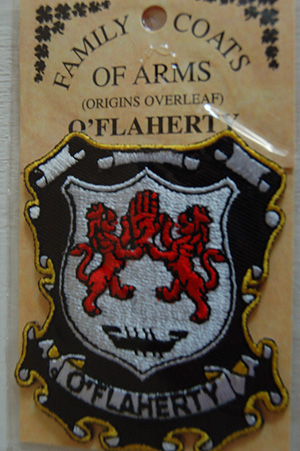 FAMILY COATS
OF ARMS
(ORIGINS OVERLEAF)
O'FLAHERTY
O'FLAHERTY